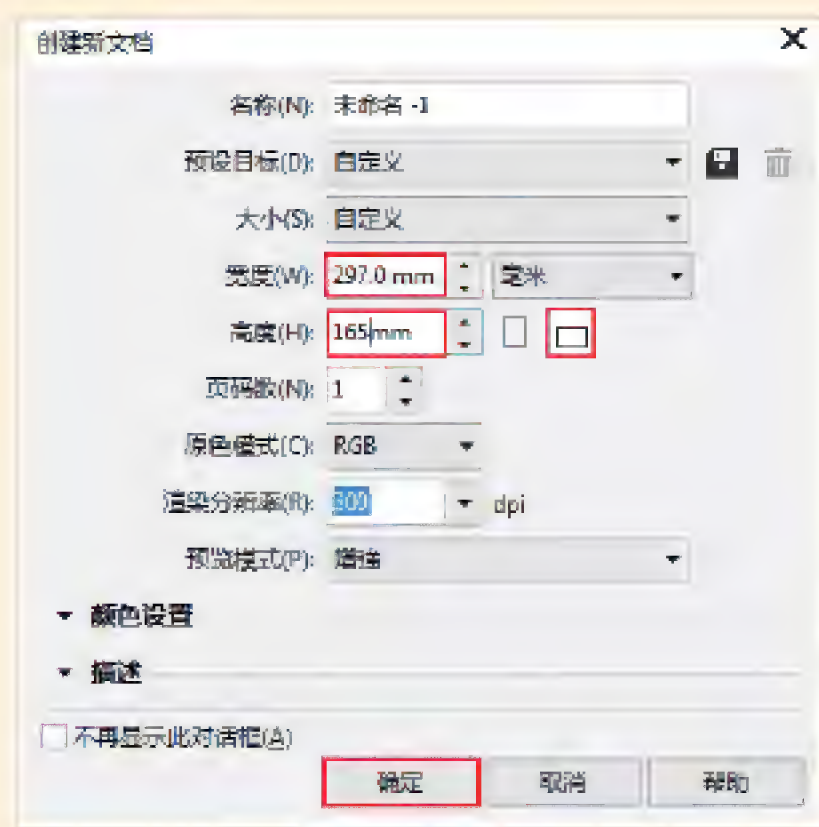 创建新文档
名称(N): 未命名 -1
预设目标(D): 自定义
大小(S): 自定义
宽度(W): 297.0 mm 毫米
高度(H): 165mm
页码数(N): 1
原色模式(C): RGB
渲染分辨率(R): 300 dpi
预览模式(P): 增强
颜色设置
描述
不再显示此对话框(A)
确定 取消 帮助